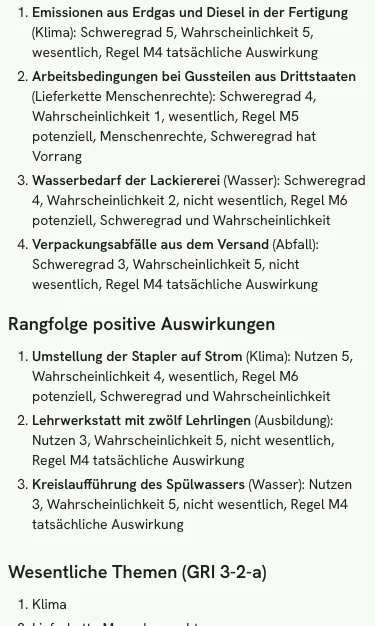 1. Emissionen aus Erdgas und Diesel in der Fertigung
(Klima): Schweregrad 5, Wahrscheinlichkeit 5,
wesentlich, Regel M4 tatsächliche Auswirkung
2. Arbeitsbedingungen bei Gussteilen aus Drittstaaten
(Lieferkette Menschenrechte): Schweregrad 4,
Wahrscheinlichkeit 1, wesentlich, Regel M5
potenziell, Menschenrechte, Schweregrad hat
Vorrang
3. Wasserbedarf der Lackiererei (Wasser): Schweregrad
4, Wahrscheinlichkeit 2, nicht wesentlich, Regel M6
potenziell, Schweregrad und Wahrscheinlichkeit
4. Verpackungsabfälle aus dem Versand (Abfall):
Schweregrad 3, Wahrscheinlichkeit 5, nicht
wesentlich, Regel M4 tatsächliche Auswirkung
Rangfolge positive Auswirkungen
1. Umstellung der Stapler auf Strom (Klima): Nutzen 5,
Wahrscheinlichkeit 4, wesentlich, Regel M6
potenziell, Schweregrad und Wahrscheinlichkeit
2. Lehrwerkstatt mit zwölf Lehrlingen (Ausbildung):
Nutzen 3, Wahrscheinlichkeit 5, nicht wesentlich,
Regel M4 tatsächliche Auswirkung
3. Kreislaufführung des Spülwassers (Wasser): Nutzen
3, Wahrscheinlichkeit 5, nicht wesentlich, Regel M4
tatsächliche Auswirkung
Wesentliche Themen (GRI 3-2-a)
1. Klima